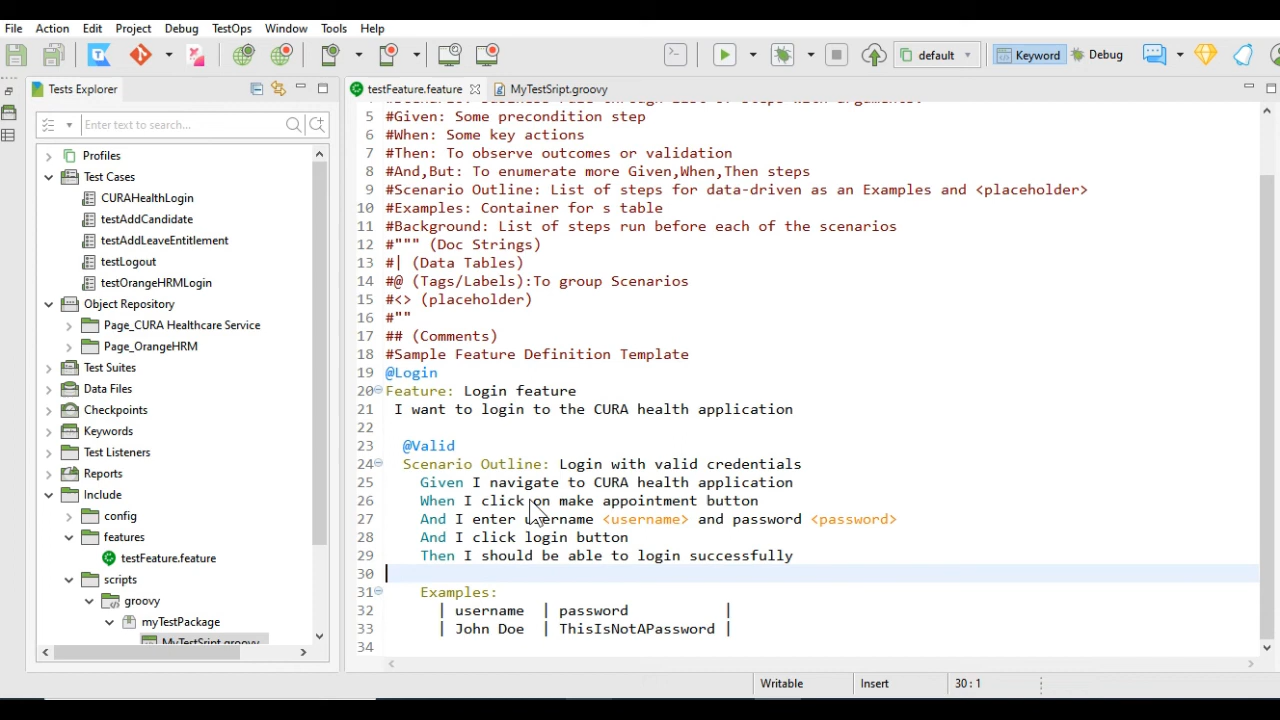 File Action Edit Project Debug TestOps Window Tools Help
default Keyword Debug
Tests Explorer
testFeature.feature MyTestSript.groovy
Enter text to search...
Profiles
Test Cases
CURAHealthLogin
testAddCandidate
testAddLeaveEntitlement
testLogout
testOrangeHRMLogin
Object Repository
Page_CURA Healthcare Service
Page_OrangeHRM
Test Suites
Data Files
Checkpoints
Keywords
Test Listeners
Reports
Include
config
features
testFeature.feature
scripts
groovy
myTestPackage
MyTestSript.groovy
5 #Given: Some precondition step
6 #When: Some key actions
7 #Then: To observe outcomes or validation
8 #And,But: To enumerate more Given,When,Then steps
9 #Scenario Outline: List of steps for data-driven as an Examples and <placeholder>
10 #Examples: Container for s table
11 #Background: List of steps run before each of the scenarios
12 #""" (Doc Strings)
13 #| (Data Tables)
14 #@ (Tags/Labels):To group Scenarios
15 #<> (placeholder)
16 #""
17 ## (Comments)
18 #Sample Feature Definition Template
19 @Login
20 Feature: Login feature
21 I want to login to the CURA health application
22
23 @Valid
24 Scenario Outline: Login with valid credentials
25 Given I navigate to CURA health application
26 When I click on make appointment button
27 And I enter username <username> and password <password>
28 And I click login button
29 Then I should be able to login successfully
30
31 Examples:
32 | username | password |
33 | John Doe | ThisIsNotAPassword |
34
Writable Insert 30 : 1